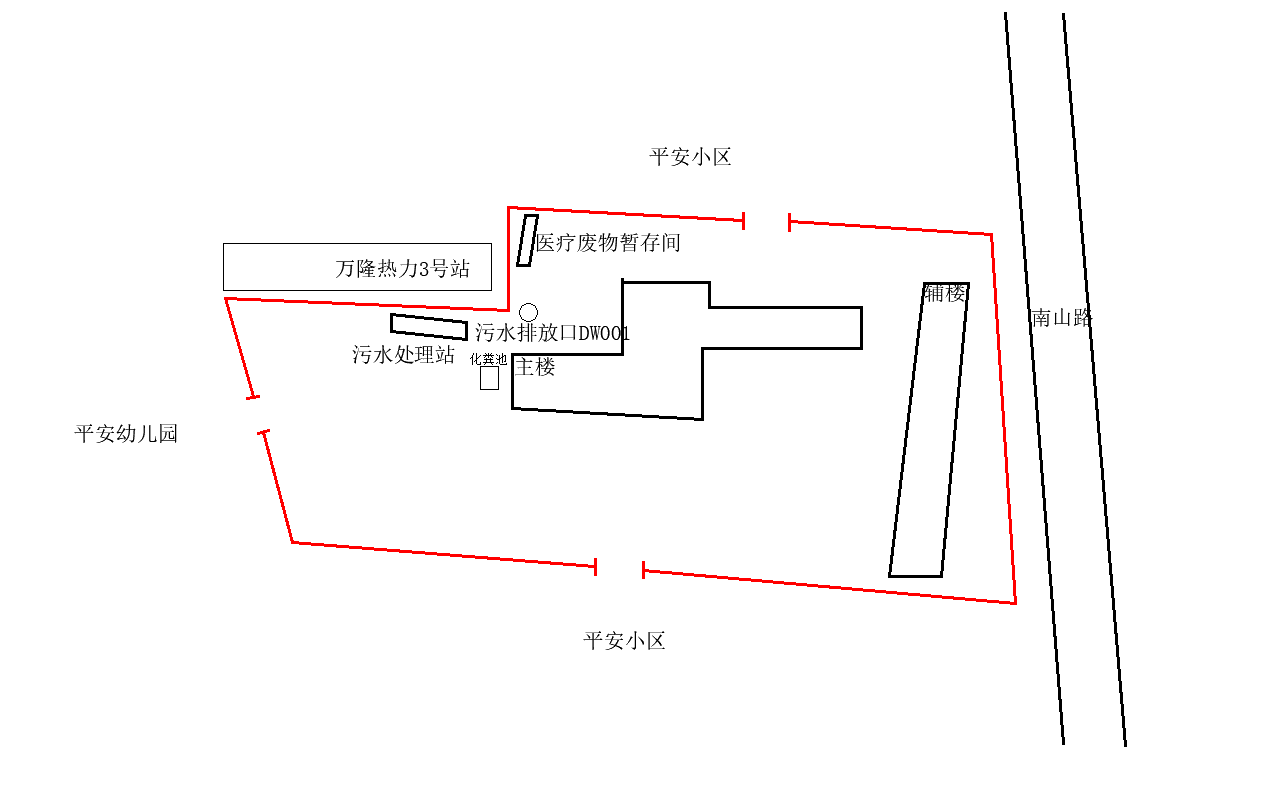 平安小区
医疗废物暂存间
万隆热力3号站
辅楼
南山路
污水排放口DW001
污水处理站
化粪池
主楼
平安幼儿园
平安小区